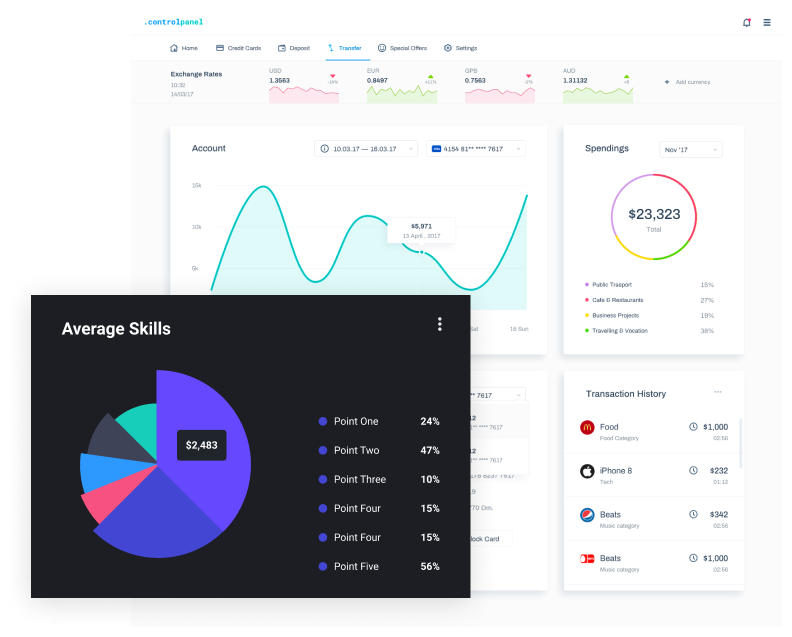 .controlpanel
Home
Credit Cards
Deposit
Transfer
Special Offers
Settings
Exchange Rates
10:32
14/03/17
USD
1.3563
-14%
EUR
0.8497
+11%
GPB
0.7563
-2%
AUD
1.31132
+8
+ Add currency
Account
10.03.17 — 16.03.17
VISA 4154 81** **** 7617
15k
10k
5k
$5,971
13 April , 2017
Sat
16 Sun
Spendings
Nov '17
$23,323
Total
Public Trasport 15%
Cafe & Restaurants 27%
Business Projects 19%
Travelling & Vocation 38%
Average Skills
$2,483
Point One 24%
Point Two 47%
Point Three 10%
Point Four 15%
Point Four 15%
Point Five 56%
** 7617
12
1** **** 7617
12
1** **** 7617
19
770 Dm.
lock Card
Transaction History
Food $1,000
Food Category 02:56
iPhone 8 $232
Tech 01:12
Beats $342
Music category 02:56
Beats $1,000
Music category 02:56